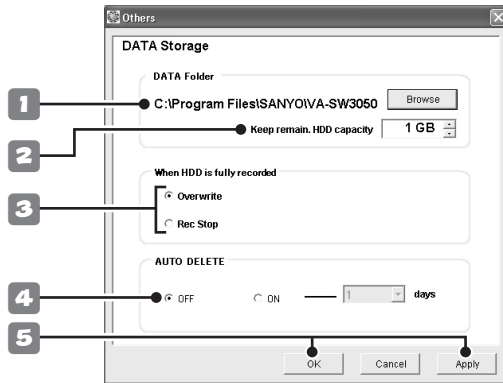 Others
DATA Storage
DATA Folder
1 C:\Program Files\SANYO\VA-SW3050 Browse
2 Keep remain. HDD capacity 1 GB
When HDD is fully recorded
3 Overwrite
Rec Stop
AUTO DELETE
4 OFF ON 1 days
5
OK Cancel Apply